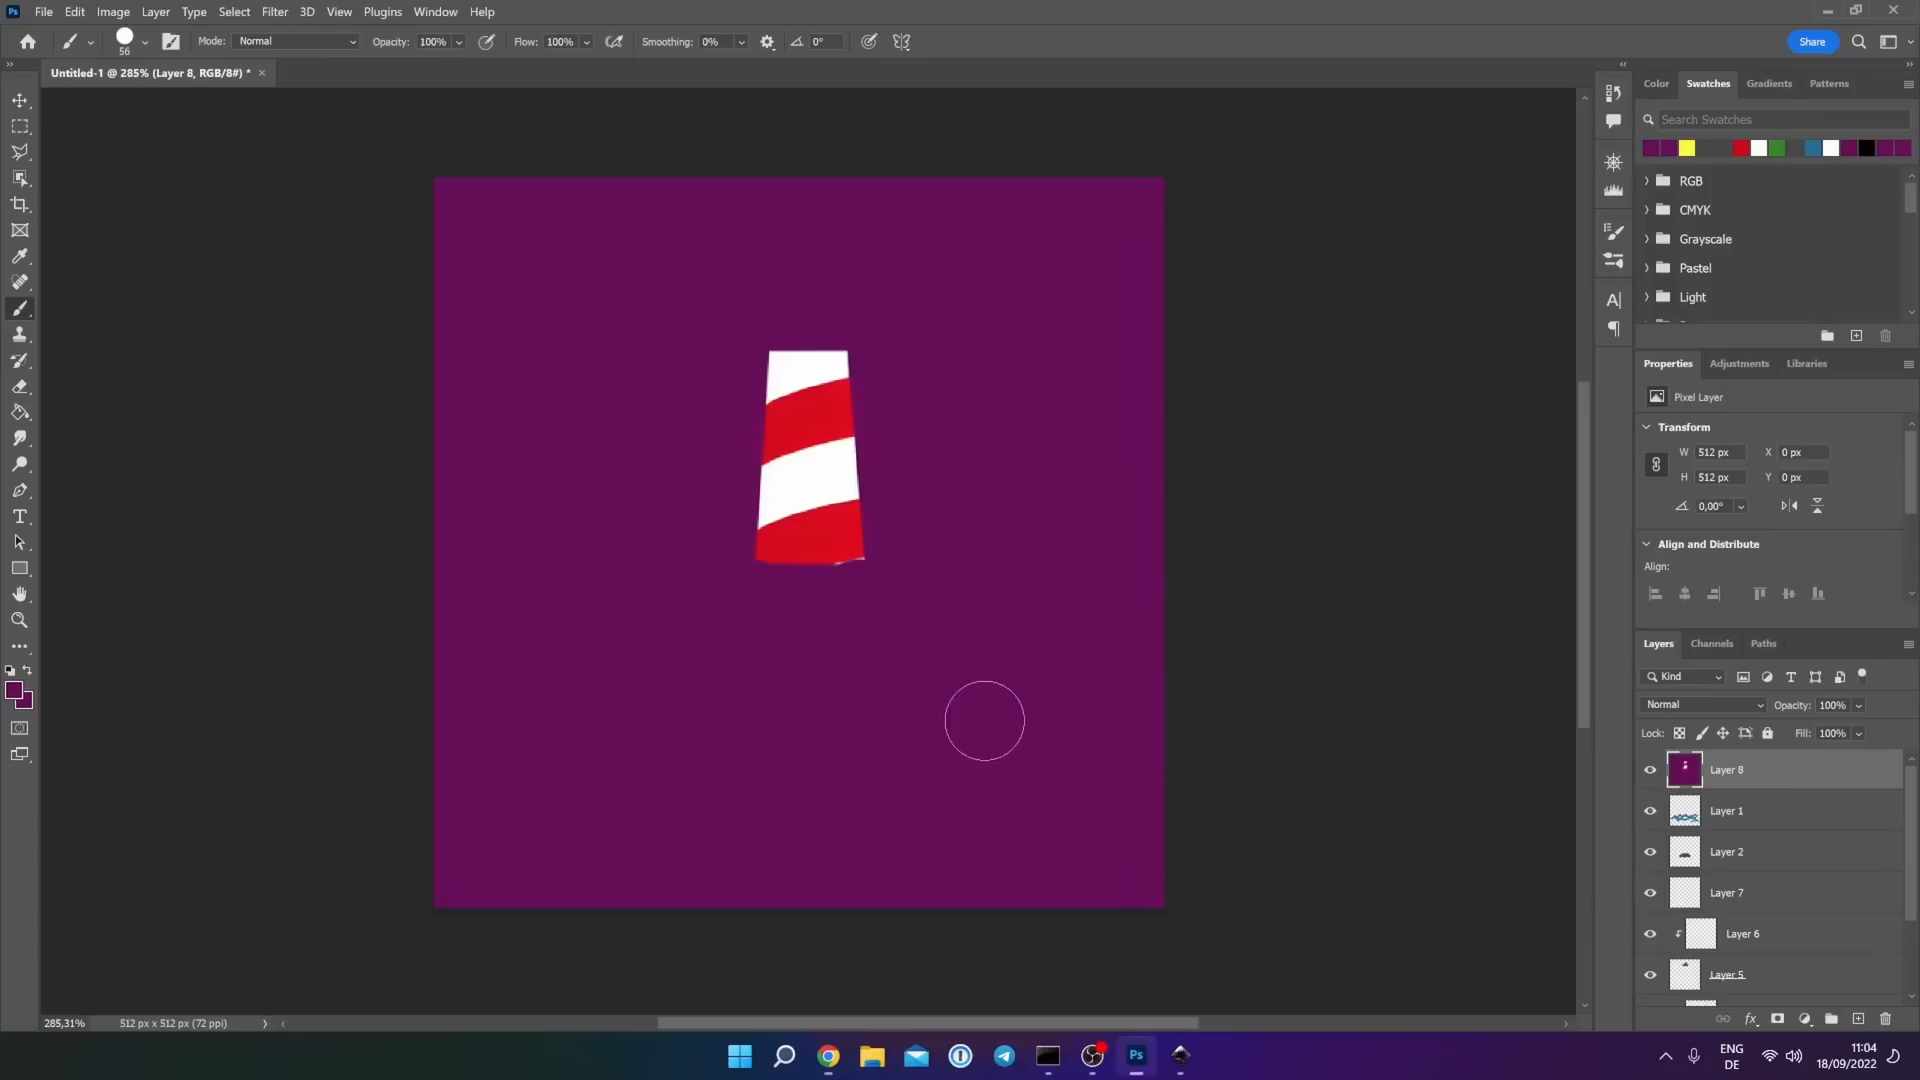 Ps File Edit Image Layer Type Select Filter 3D View Plugins Window Help
56 Mode: Normal Opacity: 100% Flow: 100% Smoothing: 0% 0° Share
Untitled-1 @ 285% (Layer 8, RGB/8#) *
Color Swatches Gradients Patterns
Search Swatches
RGB
CMYK
Grayscale
Pastel
Light
Properties Adjustments Libraries
Pixel Layer
Transform
W 512 px X 0 px
H 512 px Y 0 px
0,00°
Align and Distribute
Align:
Layers Channels Paths
Kind
Normal Opacity: 100%
Lock: Fill: 100%
Layer 8
Layer 1
Layer 2
Layer 7
Layer 6
Layer 5
285,31% 512 px x 512 px (72 ppi)
Ps
ENG
DE
11:04
18/09/2022